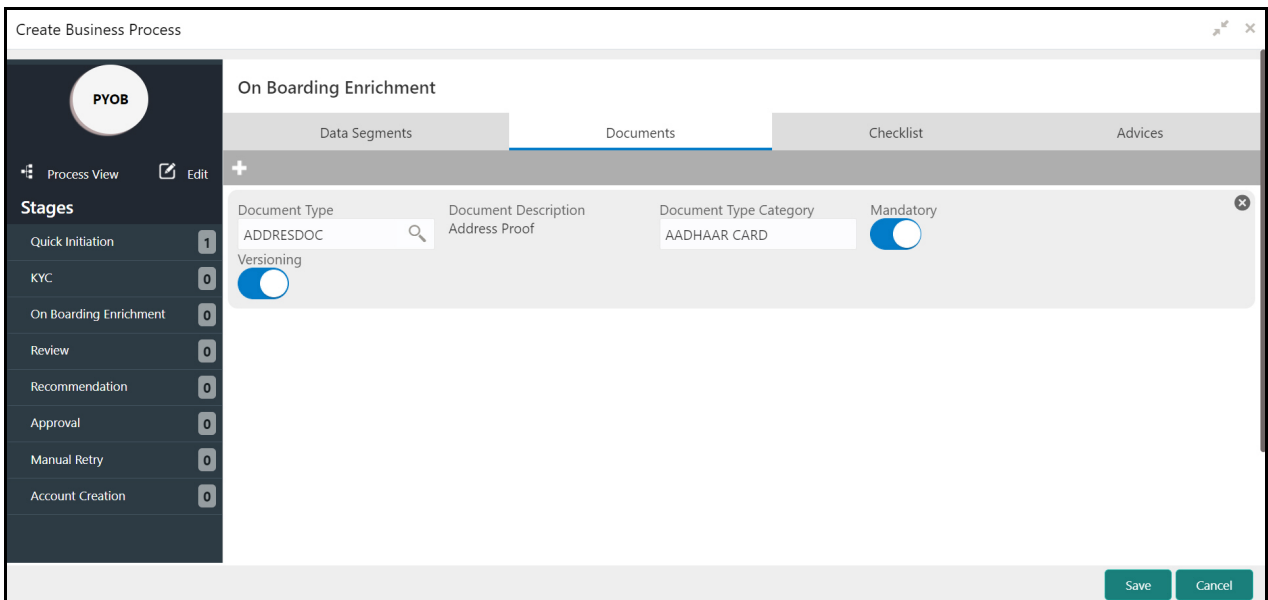 Create Business Process
PYOB
Process View Edit
Stages
Quick Initiation 1
KYC 0
On Boarding Enrichment 0
Review 0
Recommendation 0
Approval 0
Manual Retry 0
Account Creation 0
On Boarding Enrichment
Data Segments Documents Checklist Advices
Document Type Document Description Document Type Category Mandatory
ADDRESDOC Address Proof AADHAAR CARD
Versioning
Save Cancel